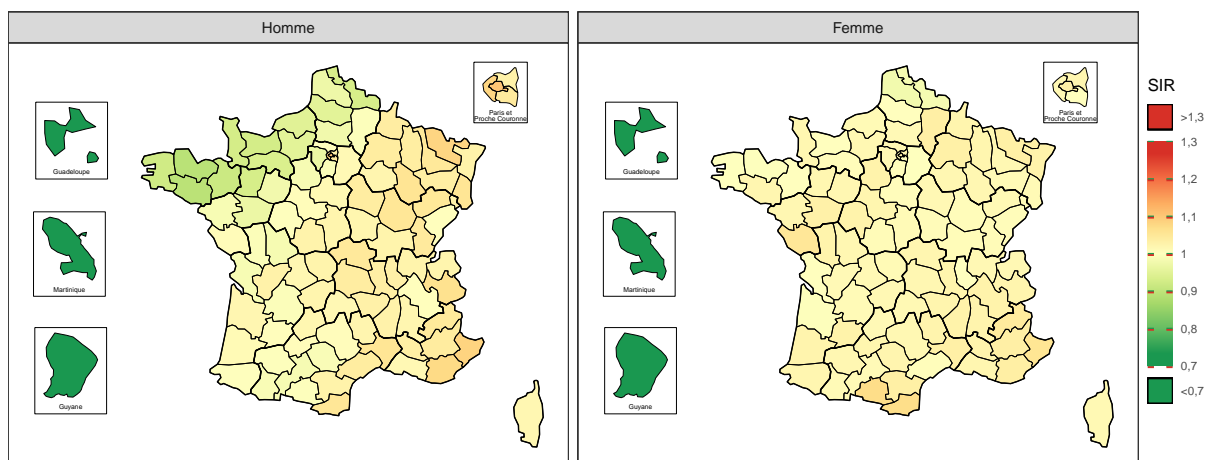 Homme
Femme
Paris et
Proche Couronne
Guadeloupe
Martinique
Guyane
Paris et
Proche Couronne
Guadeloupe
Martinique
Guyane
SIR
>1,3
1,3
1,2
1,1
1
0,9
0,8
0,7
<0,7